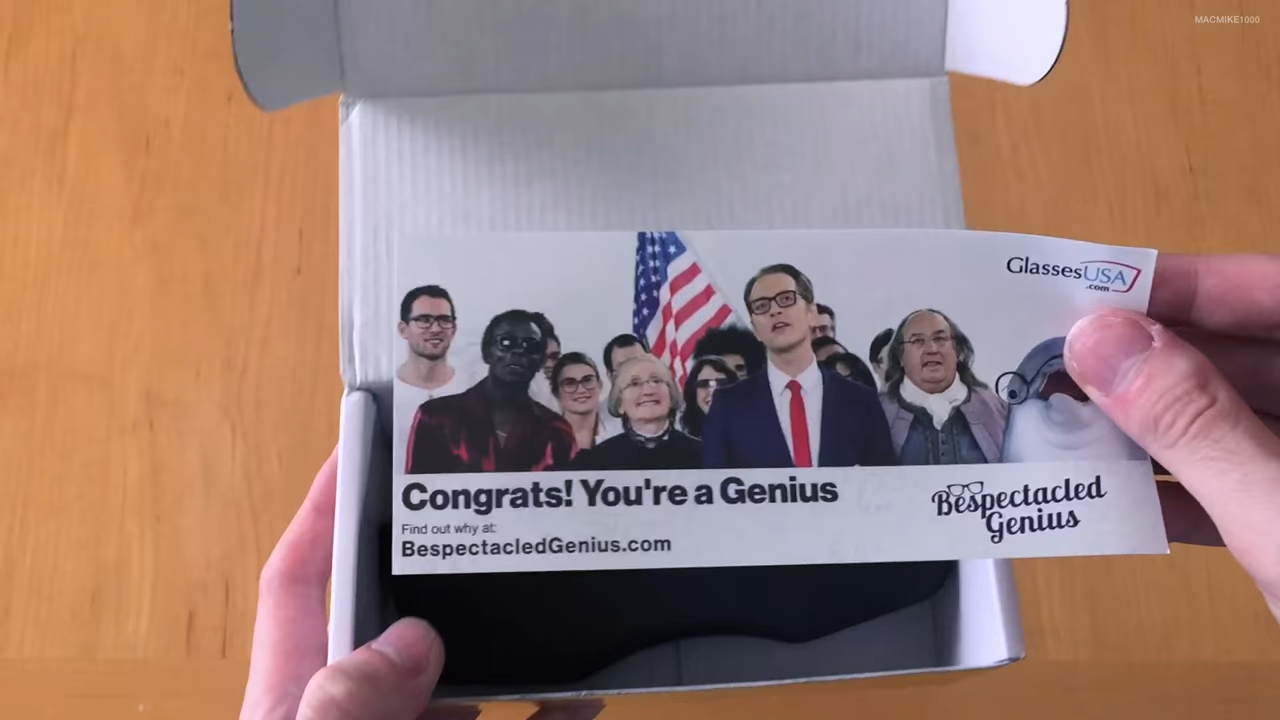 MACMIKE1000
GlassesUSA
.com
Congrats! You're a Genius
Find out why at:
BespectacledGenius.com
Bespectacled
Genius